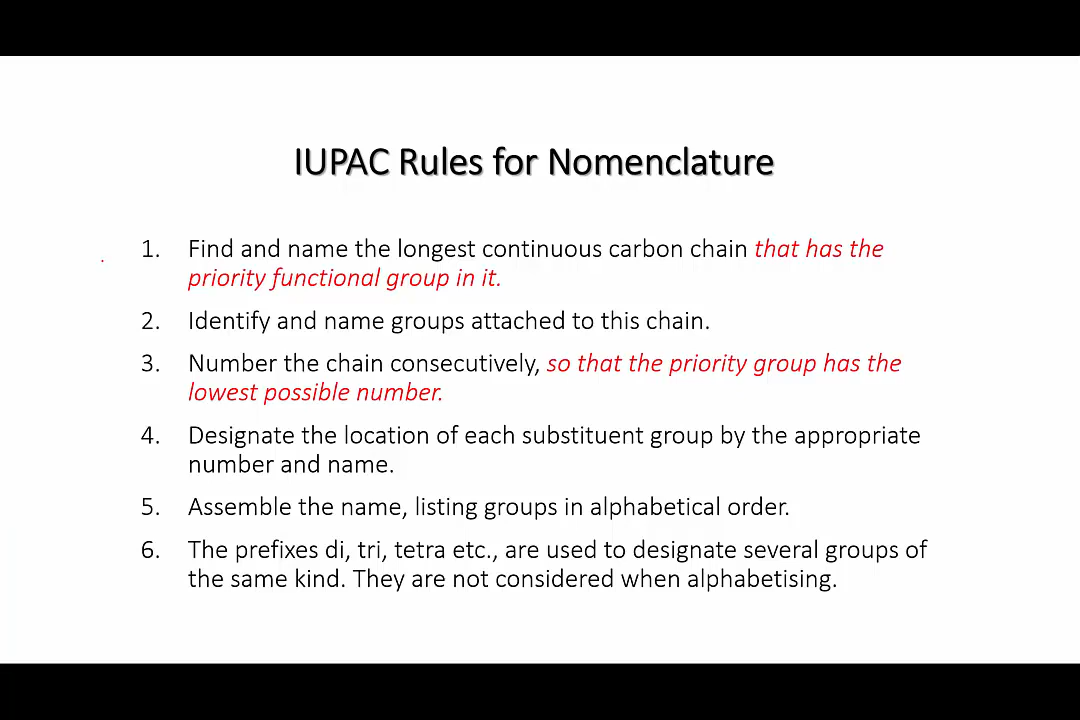 IUPAC Rules for Nomenclature
1. Find and name the longest continuous carbon chain that has the
priority functional group in it.
2. Identify and name groups attached to this chain.
3. Number the chain consecutively, so that the priority group has the
lowest possible number.
4. Designate the location of each substituent group by the appropriate
number and name.
5. Assemble the name, listing groups in alphabetical order.
6. The prefixes di, tri, tetra etc., are used to designate several groups of
the same kind. They are not considered when alphabetising.